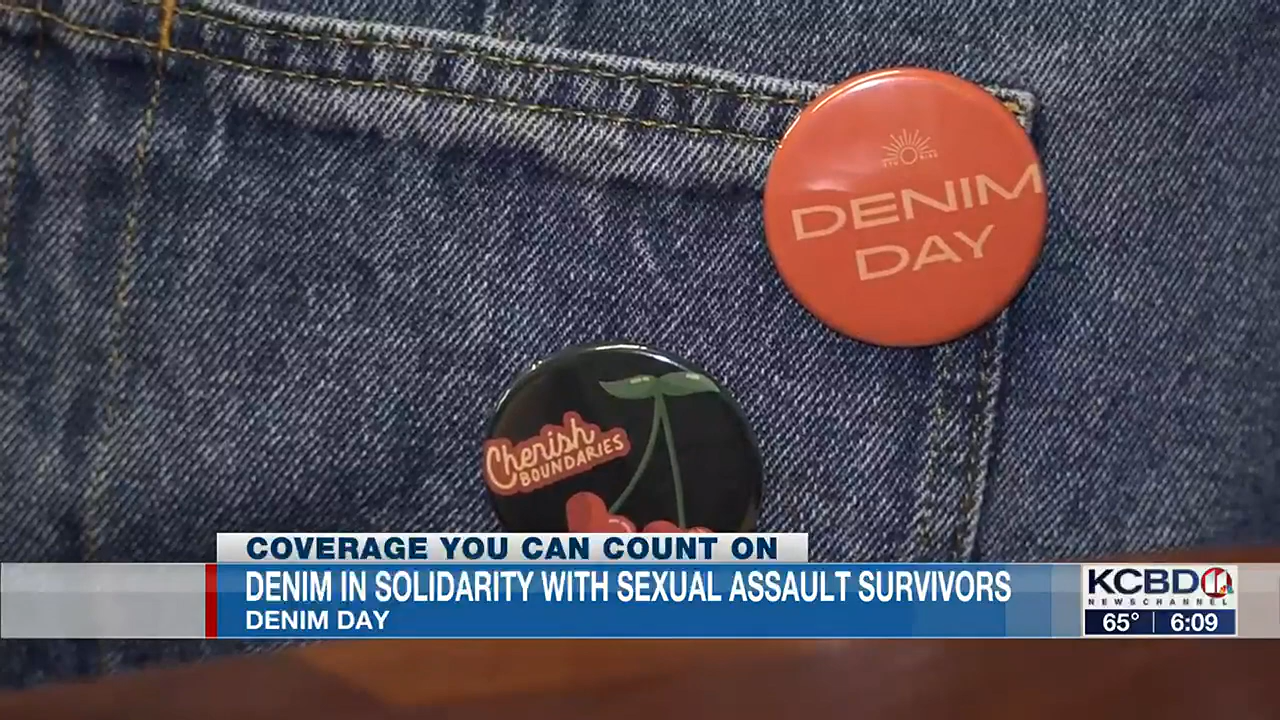 DENIM
DAY
Cherish
BOUNDARIES
COVERAGE YOU CAN COUNT ON
DENIM IN SOLIDARITY WITH SEXUAL ASSAULT SURVIVORS
DENIM DAY
KCBD 11
NEWSCHANNEL
65° | 6:09